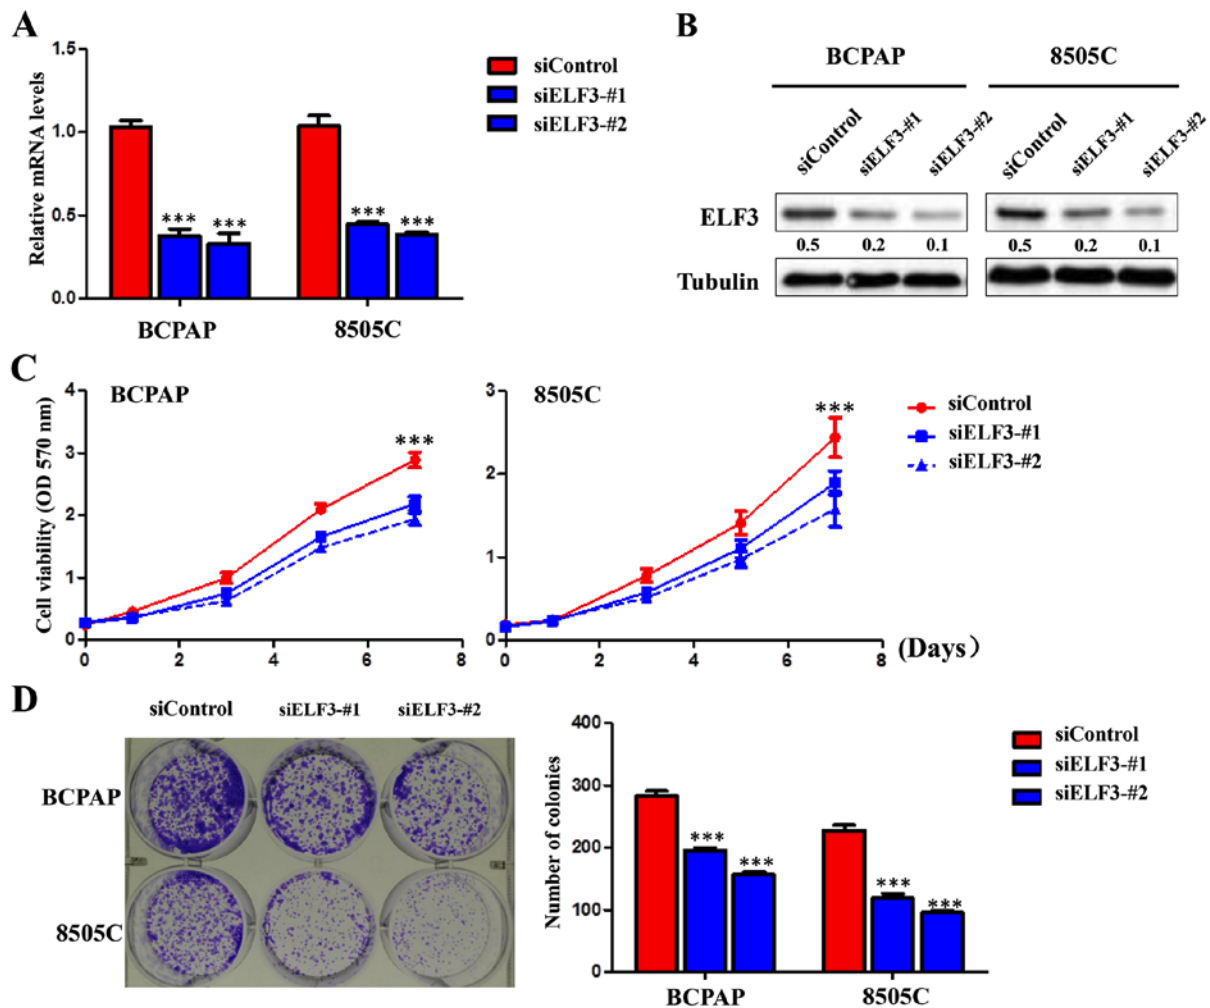 A
Relative mRNA levels
1.5
1.0
0.5
0.0
*** ***
*** ***
BCPAP 8505C
siControl
siELF3-#1
siELF3-#2
B
BCPAP 8505C
siControl siELF3-#1 siELF3-#2 siControl siELF3-#1 siELF3-#2
ELF3
0.5 0.2 0.1 0.5 0.2 0.1
Tubulin
C
BCPAP
Cell viability (OD 570 nm)
4
3
2
1
0
0 2 4 6 8
***
8505C
3
2
1
0
0 2 4 6 8
***
(Days）
siControl
siELF3-#1
siELF3-#2
D
siControl siELF3-#1 siELF3-#2
BCPAP
8505C
Number of colonies
400
300
200
100
0
*** ***
*** ***
BCPAP 8505C
siControl
siELF3-#1
siELF3-#2